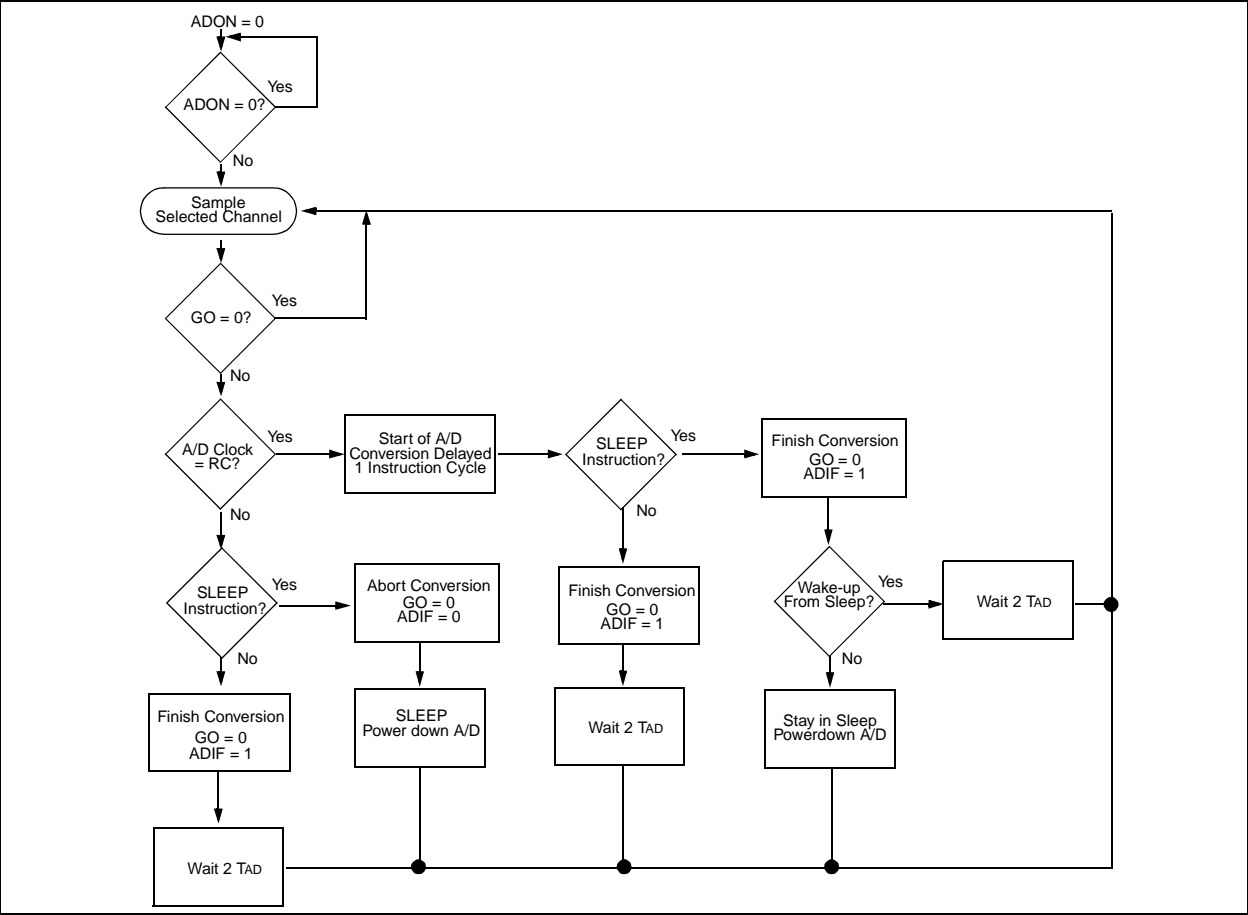 ADON = 0
Yes
ADON = 0?
No
Sample
Selected Channel
Yes
GO = 0?
No
A/D Clock
= RC?
Yes
Start of A/D
Conversion Delayed
1 Instruction Cycle
SLEEP
Instruction?
Yes
Finish Conversion
GO = 0
ADIF = 1
No
No
SLEEP
Instruction?
Yes
Abort Conversion
GO = 0
ADIF = 0
Finish Conversion
GO = 0
ADIF = 1
Wake-up
From Sleep?
Yes
Wait 2 TAD
No
No
Finish Conversion
GO = 0
ADIF = 1
SLEEP
Power down A/D
Wait 2 TAD
Stay in Sleep
Powerdown A/D
Wait 2 TAD